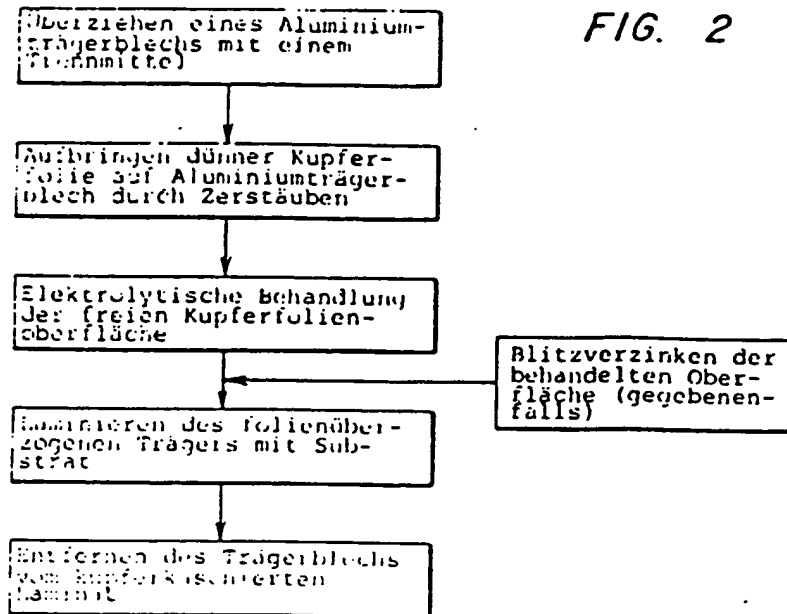 FIG. 2
Überziehen eines Aluminium-
trägerblechs mit einem
Trennmittel
Aufbringen dünner Kupfer-
folie auf Aluminiumträger-
blech durch Zerstäuben
Elektrolytische Behandlung
der freien Kupferfolien-
oberfläche
Blitzverzinken der
behandelten Ober-
fläche (gegebenen-
falls)
Laminieren des folienüber-
zogenen Trägers mit Sub-
strat
Entfernen des Trägerblechs
vom kupferkaschierten
Laminat